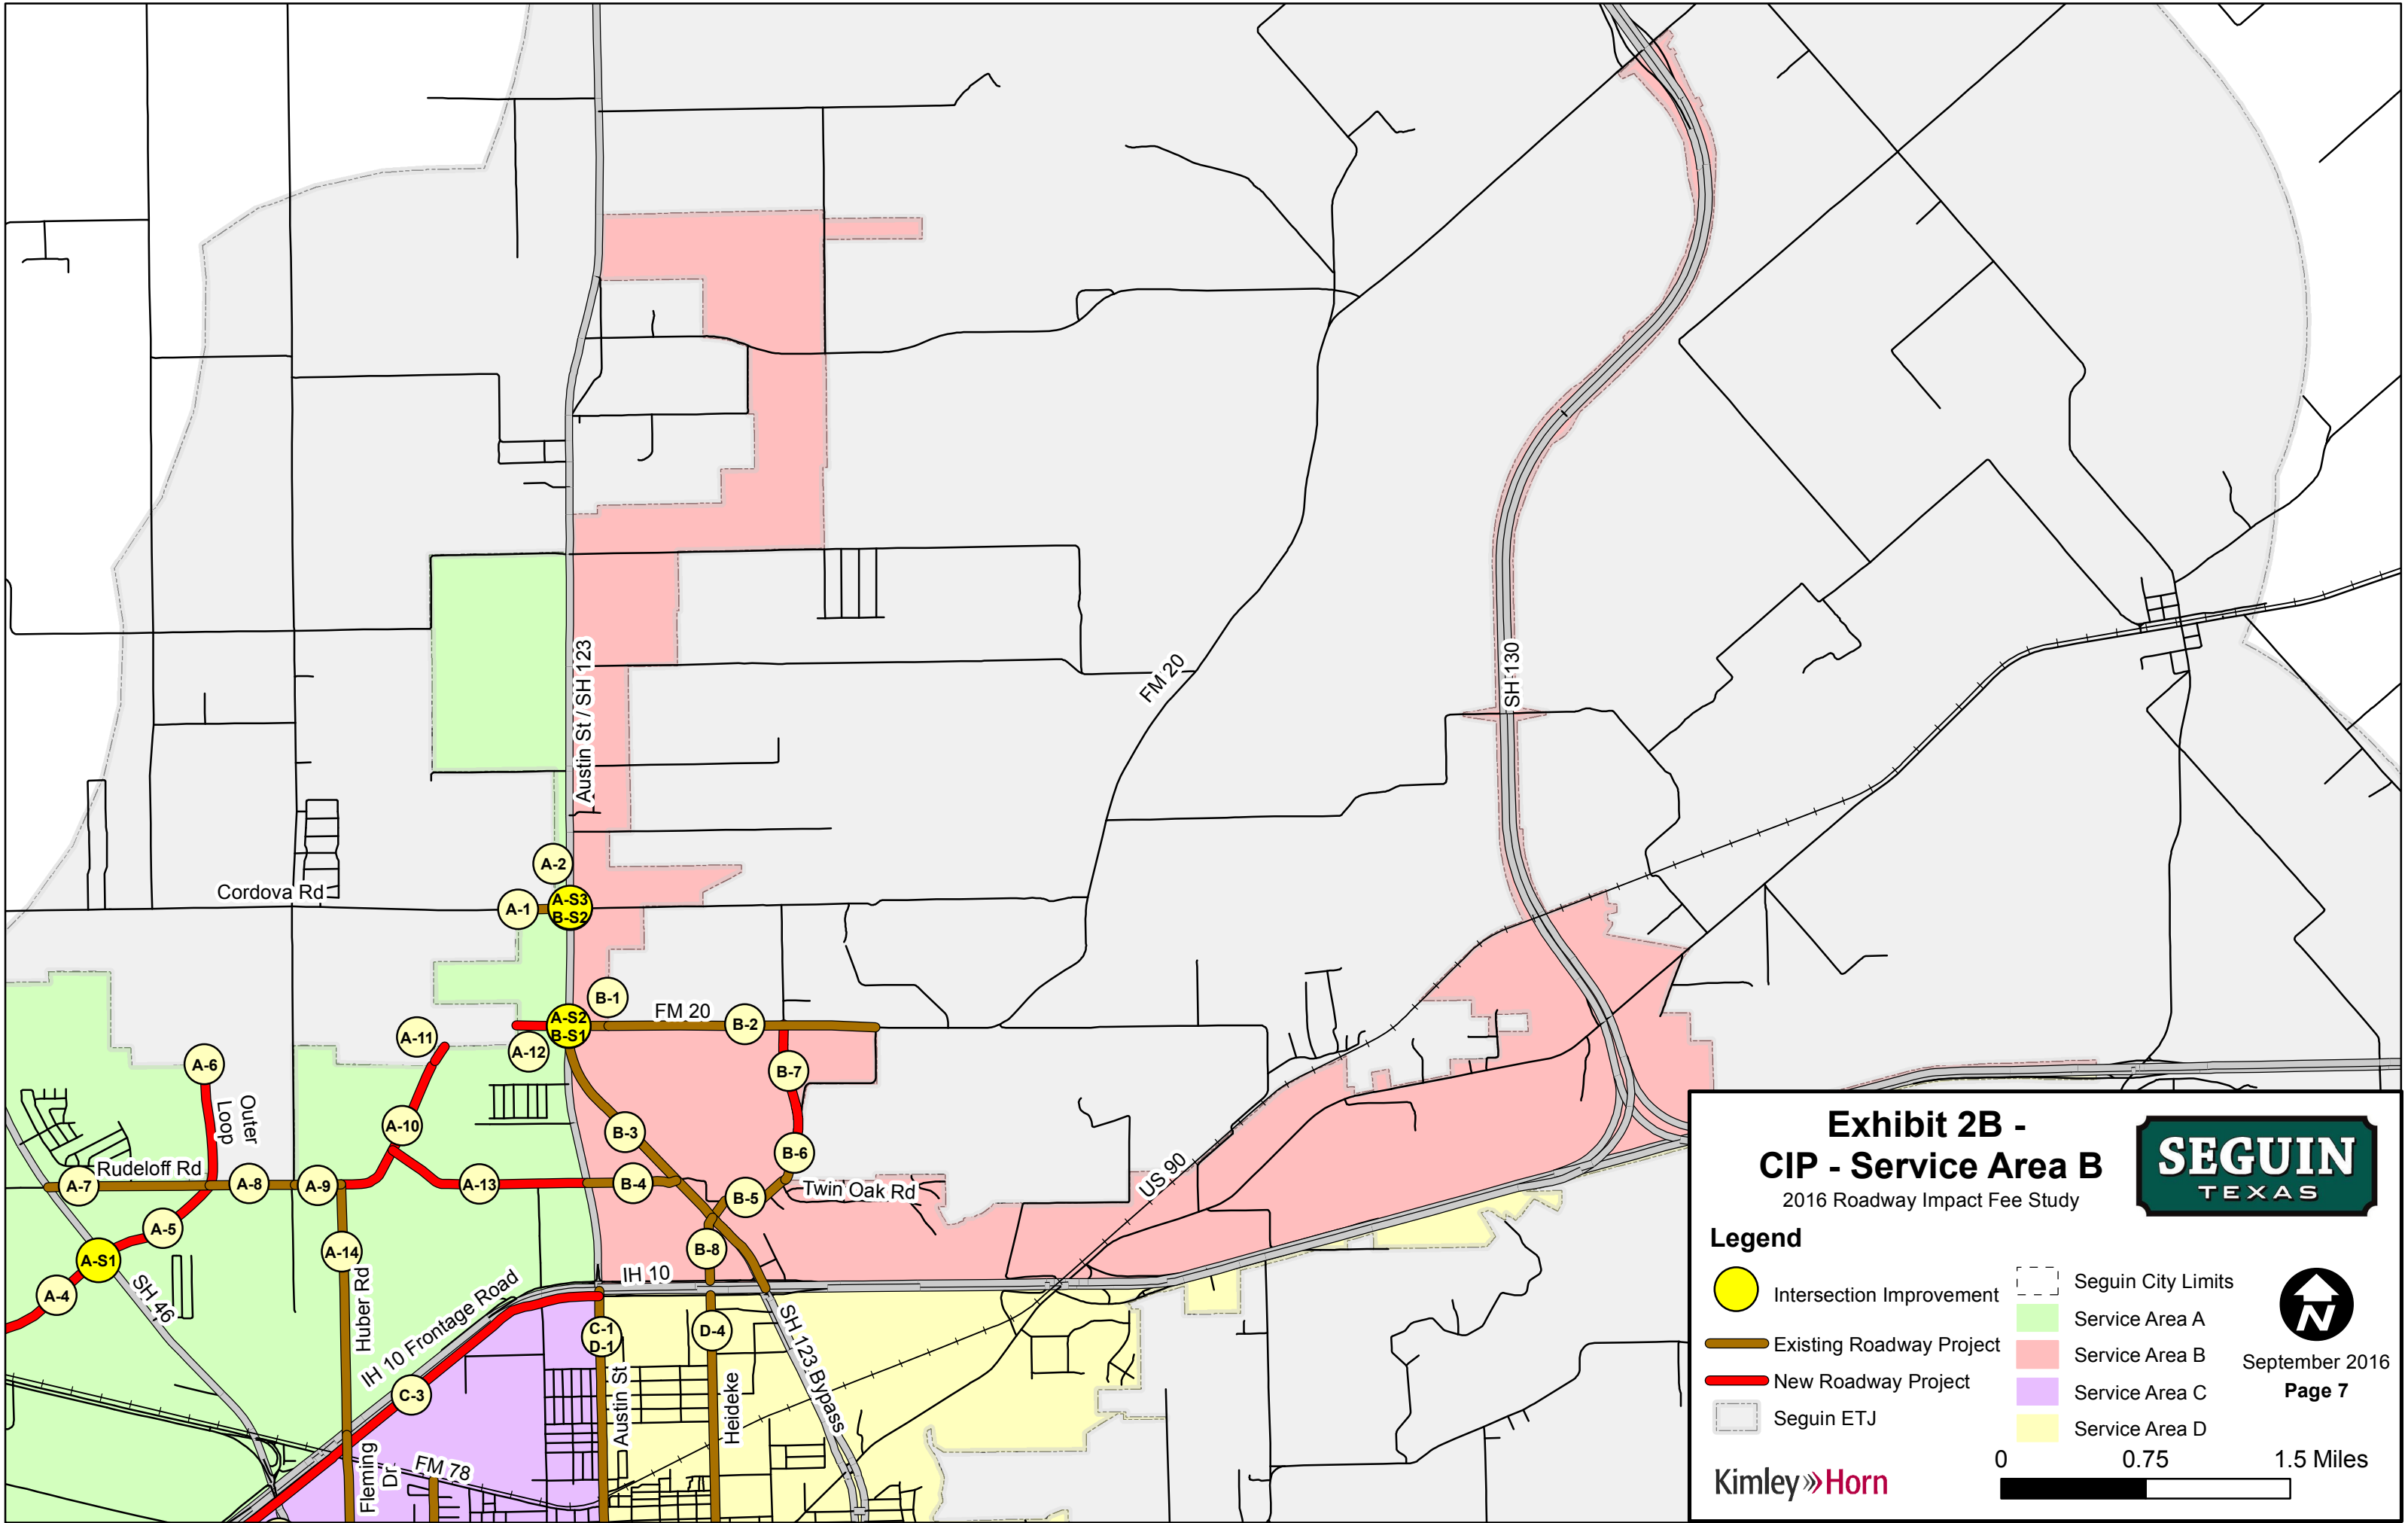 SH 130
Austin St / SH 123
FM 20
A-2
Cordova Rd
A-1
A-S3
B-S2
B-1
FM 20
B-2
A-S2
B-S1
A-11
A-12
A-6
B-7
Outer
Loop
A-10
B-3
B-6
Rudeloff Rd
A-7
A-8
A-9
A-13
B-4
B-5
Twin Oak Rd
US 90
A-5
A-14
B-8
A-S1
IH 10
A-4
SH 46
Huber Rd
IH 10 Frontage Road
C-1
D-1
D-4
SH 123 Bypass
C-3
Austin St
Heideke
Fleming
Dr
FM 78
Exhibit 2B -
CIP - Service Area B
2016 Roadway Impact Fee Study
SEGUIN
TEXAS
Legend
Intersection Improvement
Existing Roadway Project
New Roadway Project
Seguin ETJ
Seguin City Limits
Service Area A
Service Area B
Service Area C
Service Area D
N
September 2016
Page 7
0 0.75 1.5 Miles
Kimley»Horn